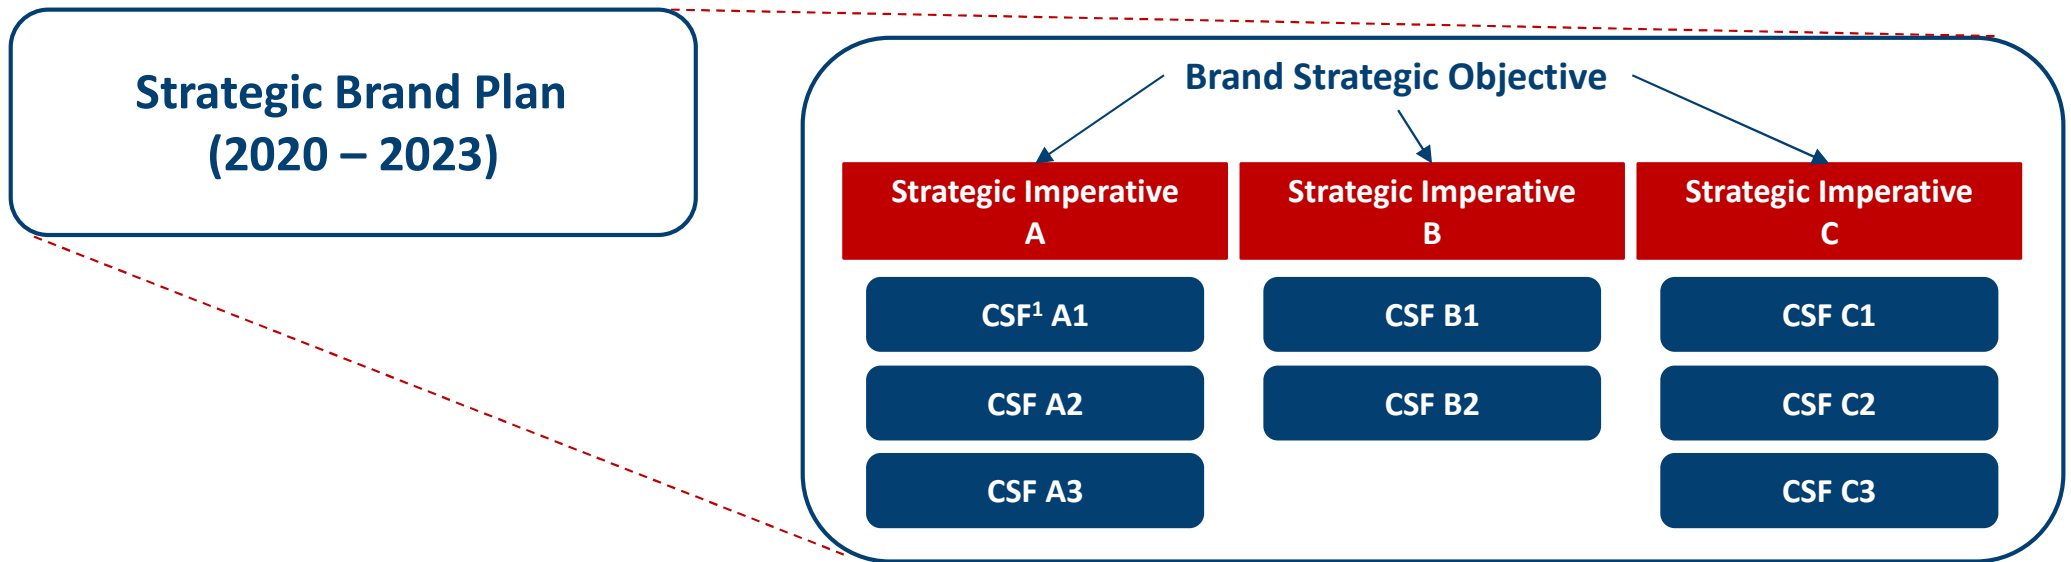 Strategic Brand Plan
(2020 – 2023)
Brand Strategic Objective
Strategic Imperative
A
Strategic Imperative
B
Strategic Imperative
C
CSF¹ A1
CSF B1
CSF C1
CSF A2
CSF B2
CSF C2
CSF A3
CSF C3